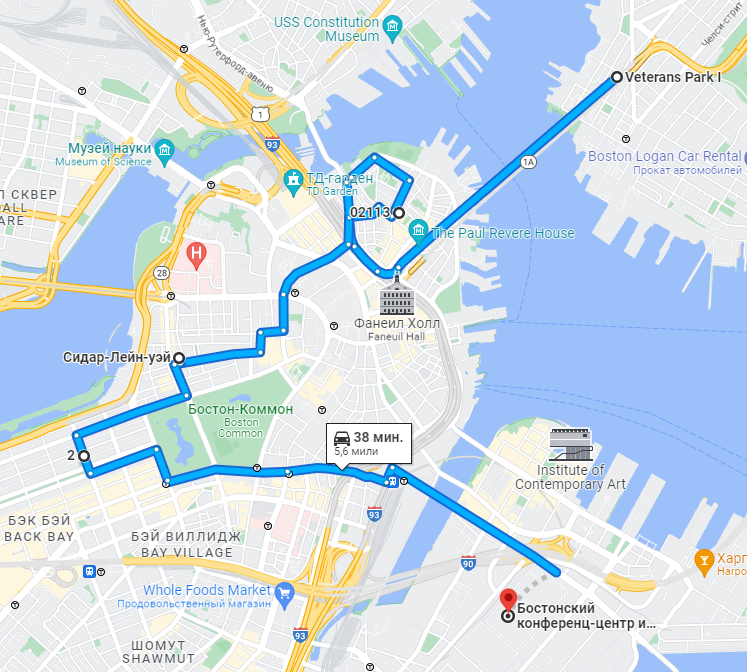 USS Constitution
Museum
Нью-Рутерфорд-авеню
Челси-стрит
Veterans Park I
1
93
Музей науки
Museum of Science
1A
Boston Logan Car Rental
Прокат автомобилей
ТД-гарден
TD Garden
СКВЕР
ARE
02113
The Paul Revere House
H
28
Фанеил Холл
Faneuil Hall
Сидар-Лейн-уэй
Бостон-Коммон
Boston
Common
38 мин.
5,6 мили
2
Institute of
Contemporary Art
93
БЭК БЭЙ
BACK BAY
БЭЙ ВИЛЛИДЖ
BAY VILLAGE
90
Харп
Harpo
Whole Foods Market
Продовольственный магазин
Бостонский
конференц-центр и...
93
ШОМУТ
SHAWMUT